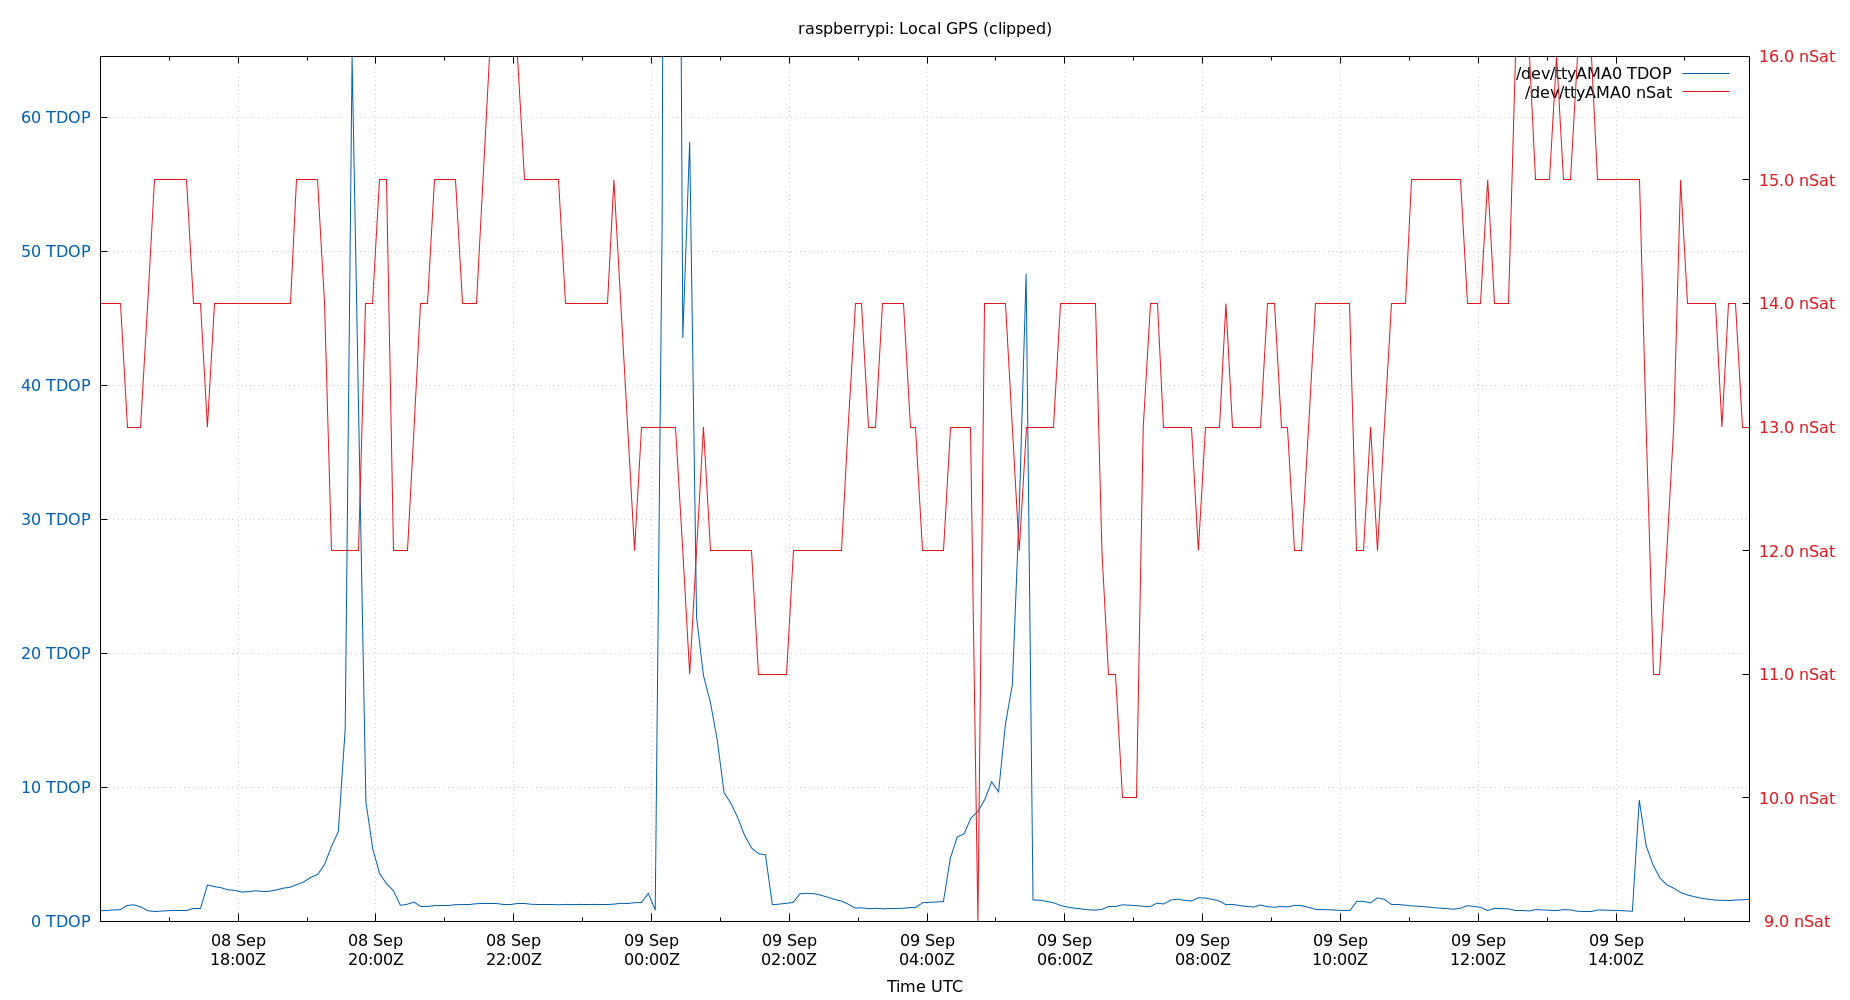 raspberrypi: Local GPS (clipped)
/dev/ttyAMA0 TDOP
/dev/ttyAMA0 nSat
60 TDOP
50 TDOP
40 TDOP
30 TDOP
20 TDOP
10 TDOP
0 TDOP
16.0 nSat
15.0 nSat
14.0 nSat
13.0 nSat
12.0 nSat
11.0 nSat
10.0 nSat
9.0 nSat
08 Sep 08 Sep 08 Sep 09 Sep 09 Sep 09 Sep 09 Sep 09 Sep 09 Sep 09 Sep 09 Sep
18:00Z 20:00Z 22:00Z 00:00Z 02:00Z 04:00Z 06:00Z 08:00Z 10:00Z 12:00Z 14:00Z
Time UTC